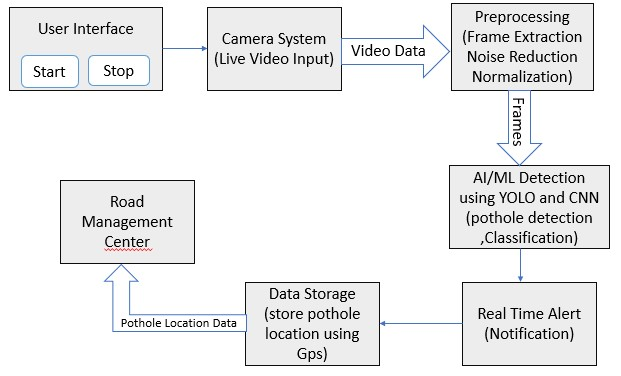 User Interface
Start
Stop
Camera System
(Live Video Input)
Video Data
Preprocessing
(Frame Extraction
Noise Reduction
Normalization)
Frames
AI/ML Detection
using YOLO and CNN
(pothole detection
,Classification)
Real Time Alert
(Notification)
Data Storage
(store pothole
location using
Gps)
Pothole Location Data
Road
Management
Center